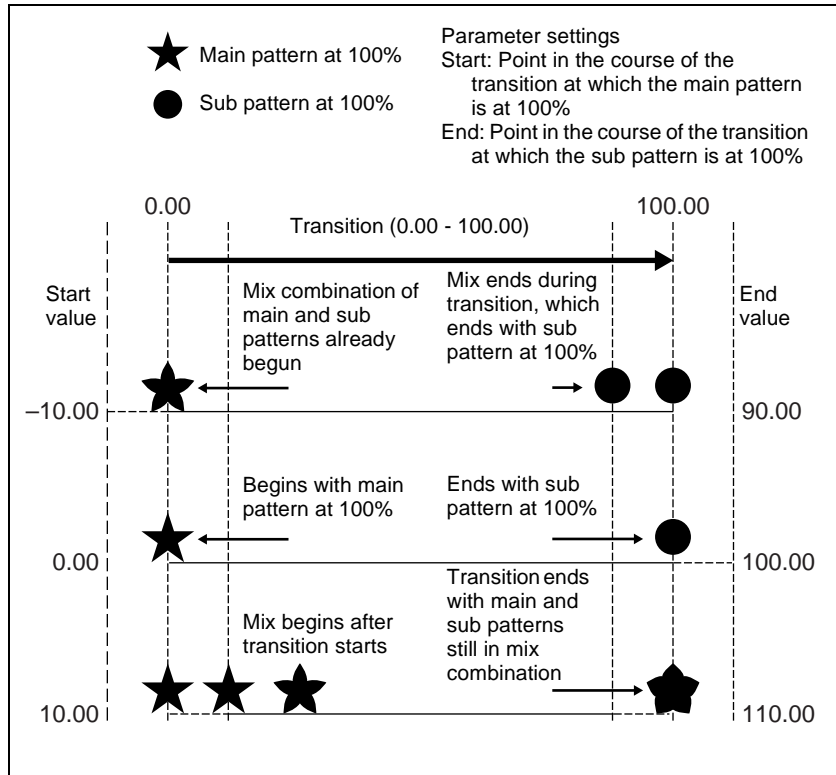 Main pattern at 100%
Sub pattern at 100%
Parameter settings
Start: Point in the course of the
transition at which the main pattern
is at 100%
End: Point in the course of the transition
at which the sub pattern is at 100%
0.00
Transition (0.00 - 100.00)
100.00
Start
value
Mix combination of
main and sub
patterns already
begun
Mix ends during
transition, which
ends with sub
pattern at 100%
End
value
–10.00
90.00
Begins with main
pattern at 100%
Ends with sub
pattern at 100%
0.00
100.00
Mix begins after
transition starts
Transition ends
with main and
sub patterns
still in mix
combination
10.00
110.00